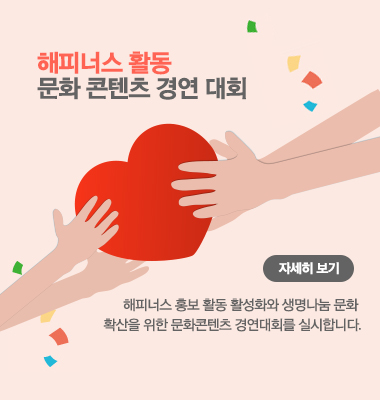 해피너스 활동
문화 콘텐츠 경연 대회
자세히 보기
해피너스 홍보 활동 활성화와 생명나눔 문화
확산을 위한 문화콘텐츠 경연대회를 실시합니다.